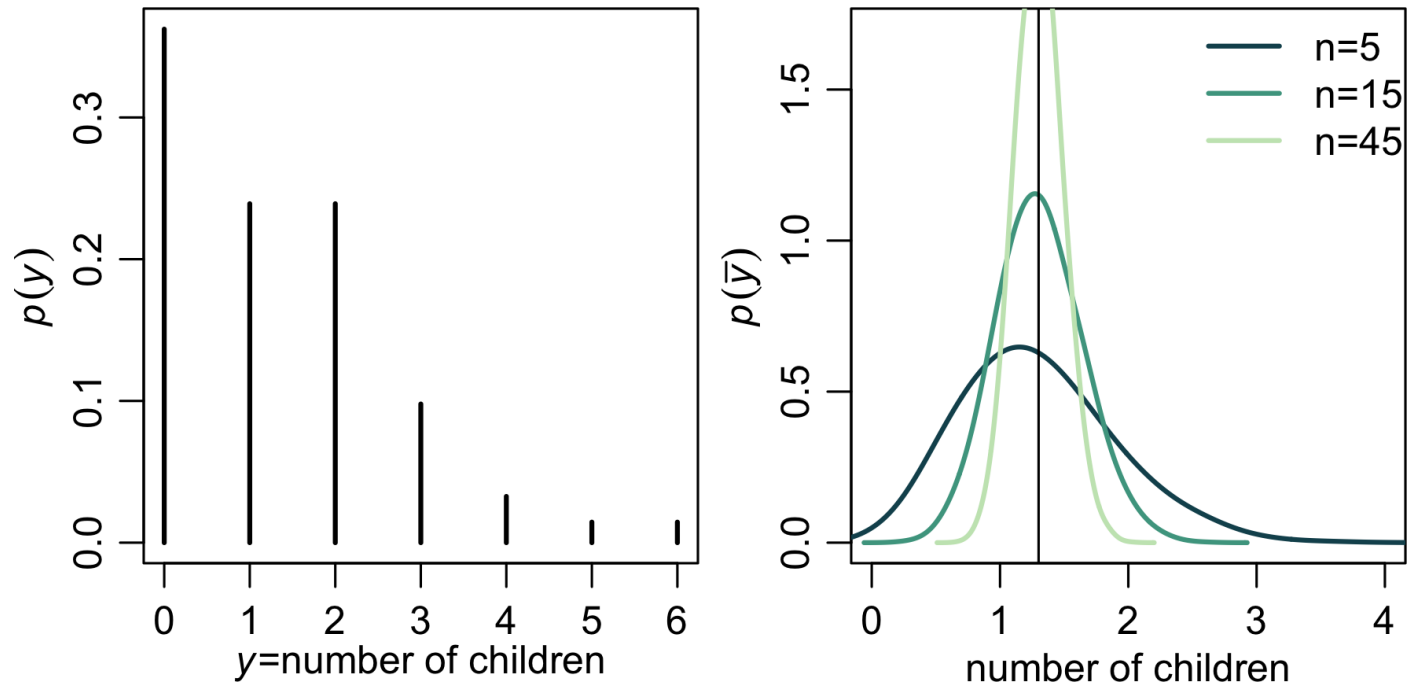 p(y)
0.0 0.1 0.2 0.3
0 1 2 3 4 5 6
y=number of children
p(ȳ)
0.0 0.5 1.0 1.5
n=5
n=15
n=45
0 1 2 3 4
number of children